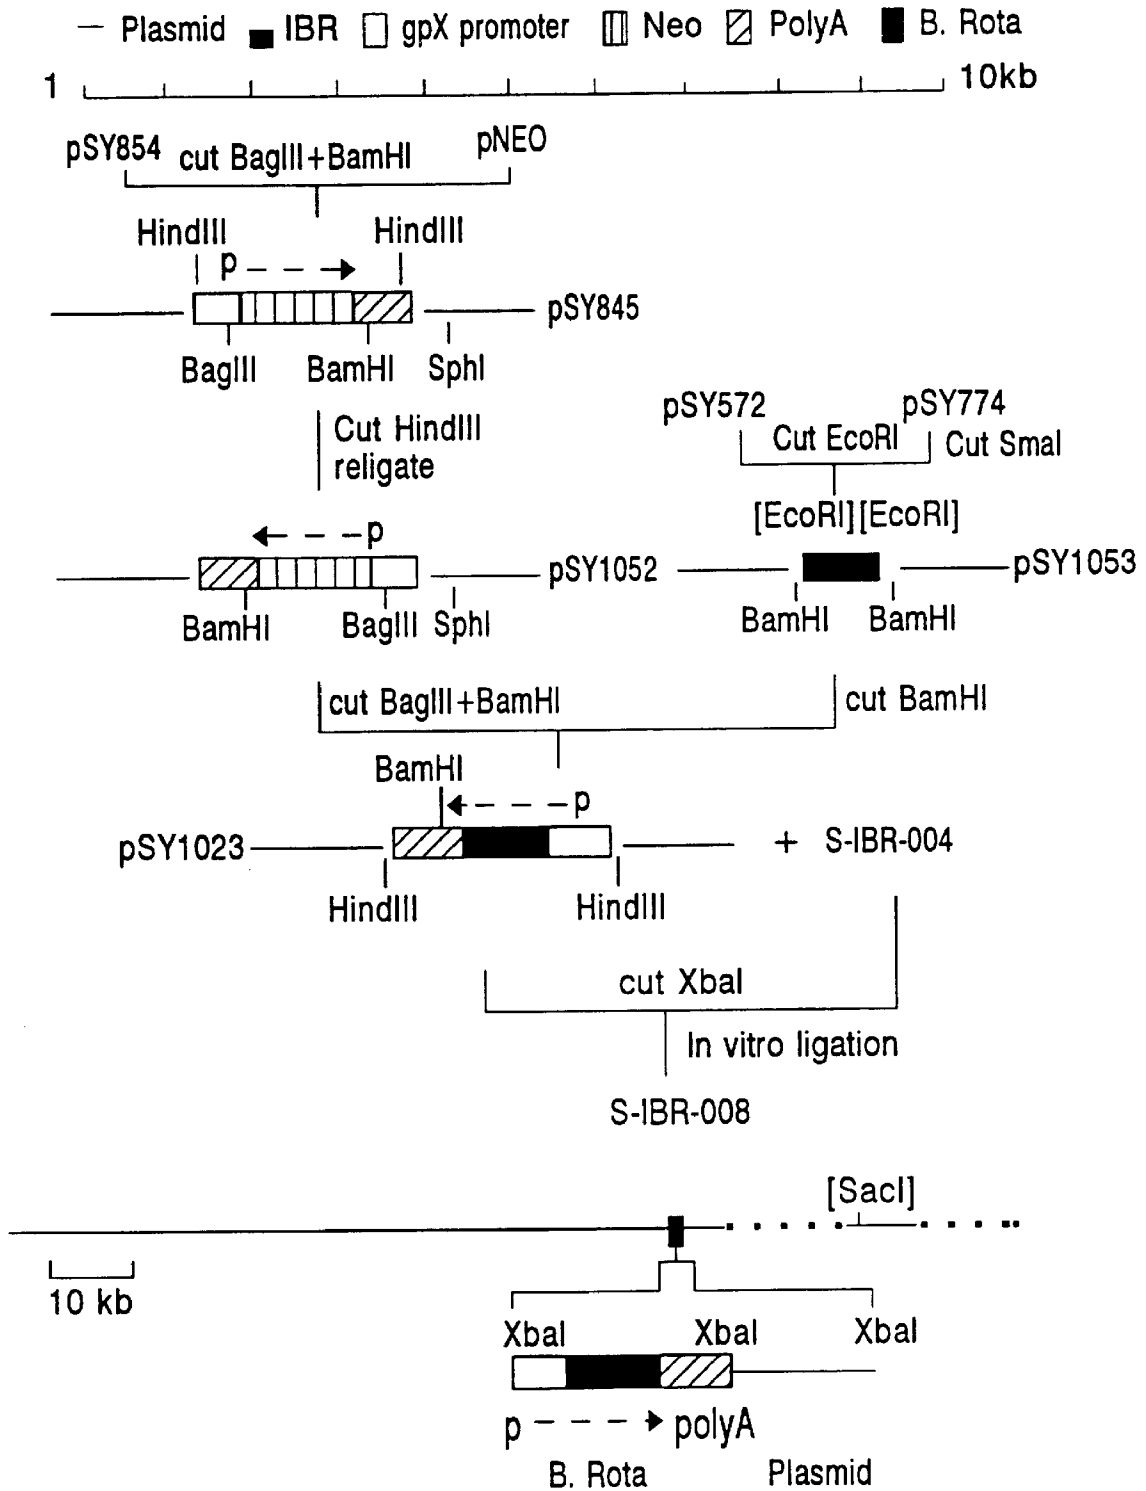 — Plasmid IBR gpX promoter Neo PolyA B. Rota
1 10kb
pSY854 cut BagIII+BamHI pNEO
HindIII HindIII
p
pSY845
BagIII BamHI SphI
Cut HindIII
religate
pSY572 pSY774
Cut EcoRI Cut SmaI
[EcoRI][EcoRI]
p
pSY1052 pSY1053
BamHI BagIII SphI BamHI BamHI
cut BagIII+BamHI cut BamHI
BamHI
p
pSY1023 + S-IBR-004
HindIII HindIII
cut XbaI
In vitro ligation
S-IBR-008
[SacI]
10 kb
XbaI XbaI XbaI
p polyA
B. Rota Plasmid